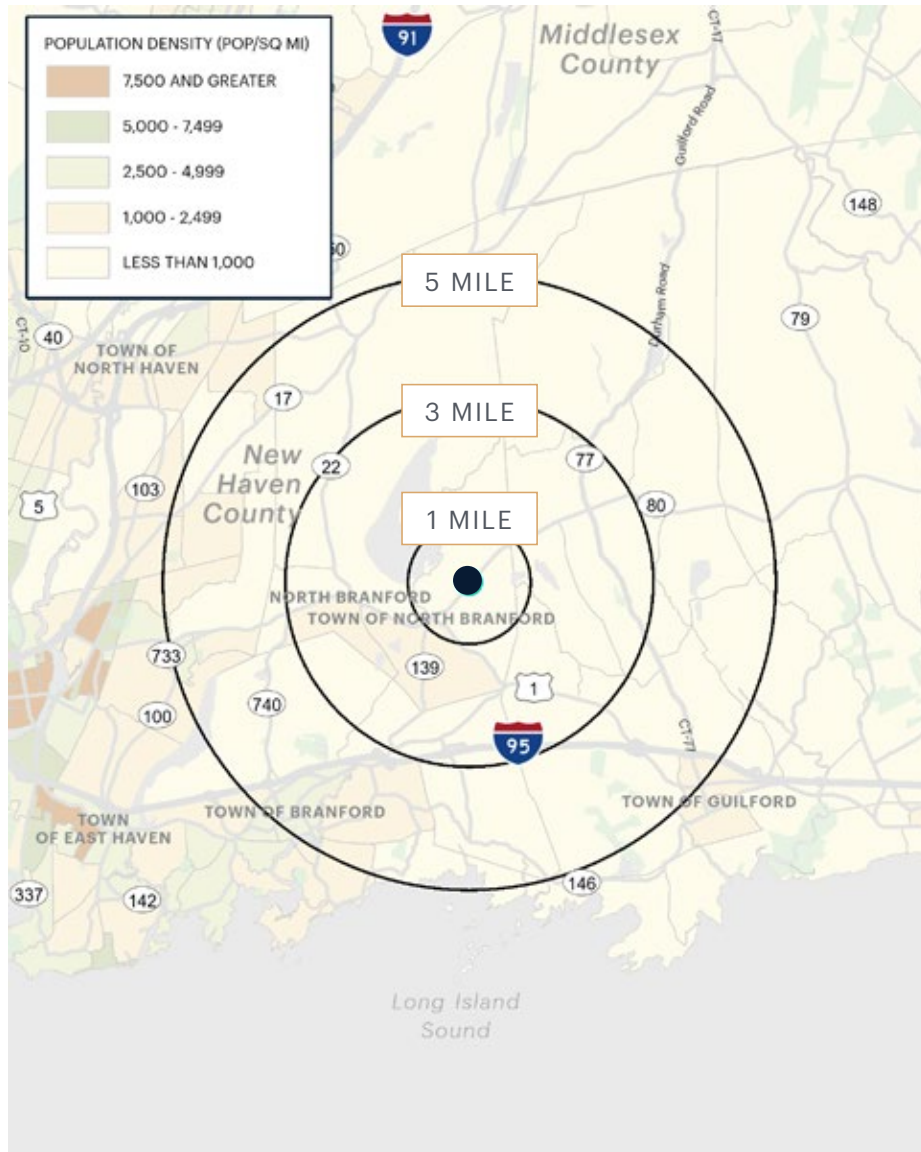 POPULATION DENSITY (POP/SQ MI)
7,500 AND GREATER
5,000 - 7,499
2,500 - 4,999
1,000 - 2,499
LESS THAN 1,000
91
Middlesex
County
CT-17
Guilford Road
148
5 MILE
Durham Road
79
CT-10
40
TOWN OF
NORTH HAVEN
17
3 MILE
New
Haven
County
22
77
103
5
80
1 MILE
NORTH BRANFORD
TOWN OF NORTH BRANFORD
733
139
1
740
100
95
CT-77
TOWN OF GUILFORD
TOWN OF BRANFORD
TOWN
OF EAST HAVEN
337
142
146
Long Island
Sound